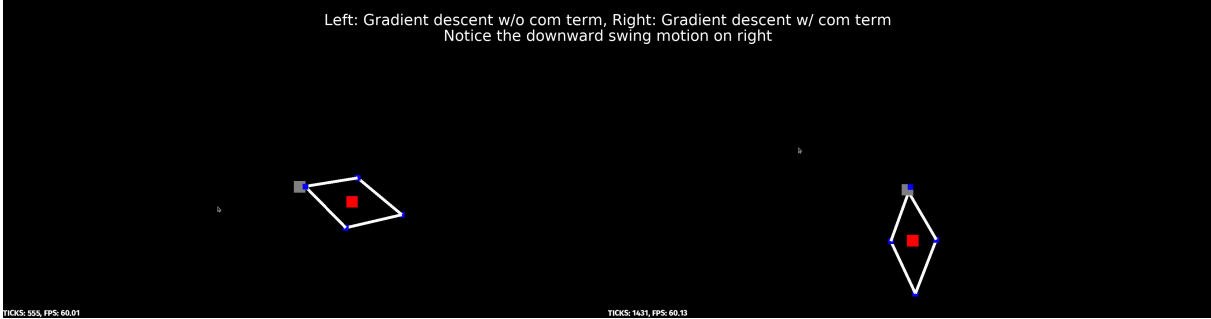 Left: Gradient descent w/o com term, Right: Gradient descent w/ com term
Notice the downward swing motion on right
TICKS: 555, FPS: 60.01
TICKS: 1431, FPS: 60.13